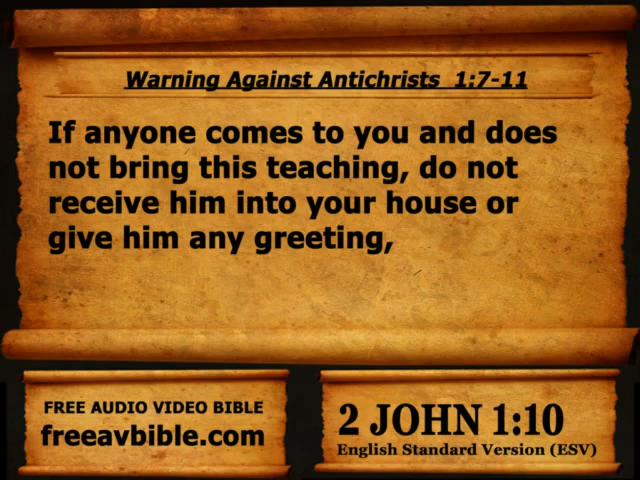 Warning Against Antichrists 1:7-11
If anyone comes to you and does
not bring this teaching, do not
receive him into your house or
give him any greeting,
FREE AUDIO VIDEO BIBLE
freeavbible.com
2 JOHN 1:10
English Standard Version (ESV)